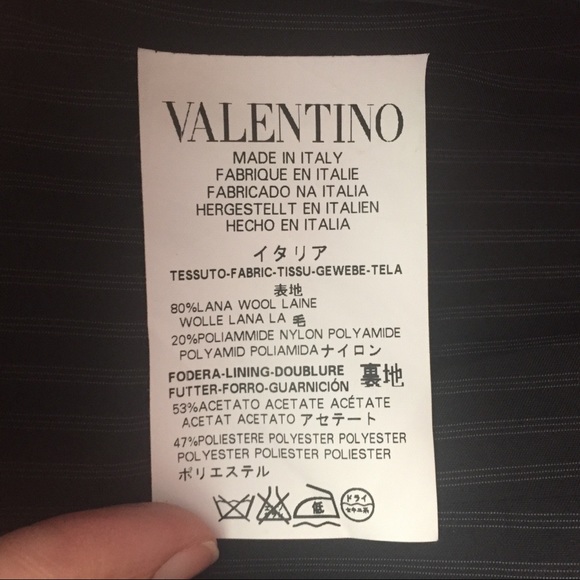 VALENTINO
MADE IN ITALY
FABRIQUE EN ITALIE
FABRICADO NA ITALIA
HERGESTELLT EN ITALIEN
HECHO EN ITALIA
イタリア
TESSUTO-FABRIC-TISSU-GEWEBE-TELA
表地
80%LANA WOOL LAINE
WOLLE LANA LA 毛
20%POLIAMMIDE NYLON POLYAMIDE
POLYAMID POLIAMIDA ナイロン
FODERA-LINING-DOUBLURE
FUTTER-FORRO-GUARNICIÓN 裏地
53%ACETATO ACETATE ACÉTATE
ACETAT ACETATO アセテート
47%POLIESTERE POLYESTER POLYESTER
POLYESTER POLIESTER POLIESTER
ポリエステル
低
ドライ
セキユ系